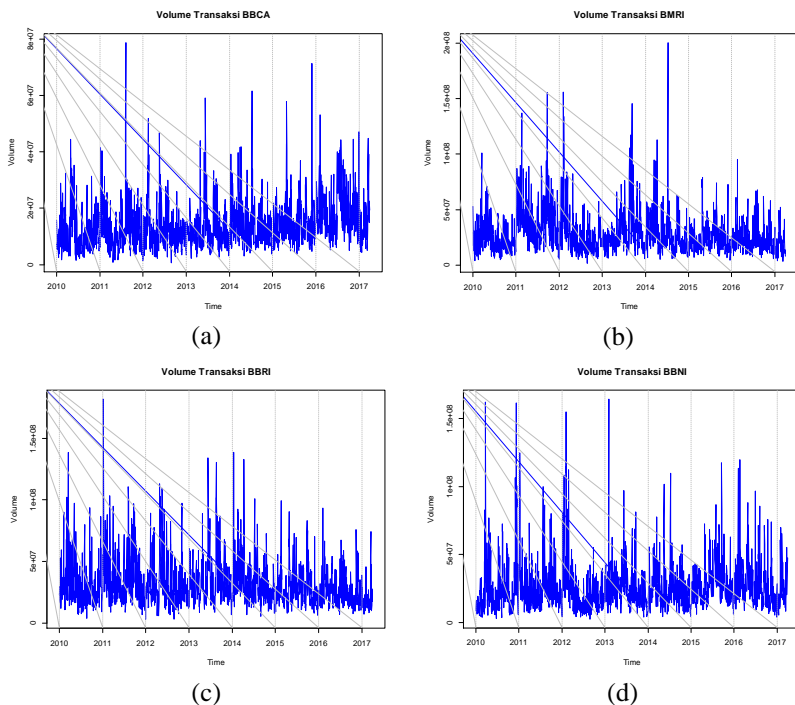 Volume Transaksi BBCA
Volume
0
2e+07
4e+07
6e+07
8e+07
2010 2011 2012 2013 2014 2015 2016 2017
Time
(a)
Volume Transaksi BMRI
Volume
0
5e+07
1e+08
1.5e+08
2e+08
2010 2011 2012 2013 2014 2015 2016 2017
Time
(b)
Volume Transaksi BBRI
Volume
0
5e+07
1e+08
1.5e+08
2010 2011 2012 2013 2014 2015 2016 2017
Time
(c)
Volume Transaksi BBNI
Volume
0
5e+07
1e+08
1.5e+08
2010 2011 2012 2013 2014 2015 2016 2017
Time
(d)